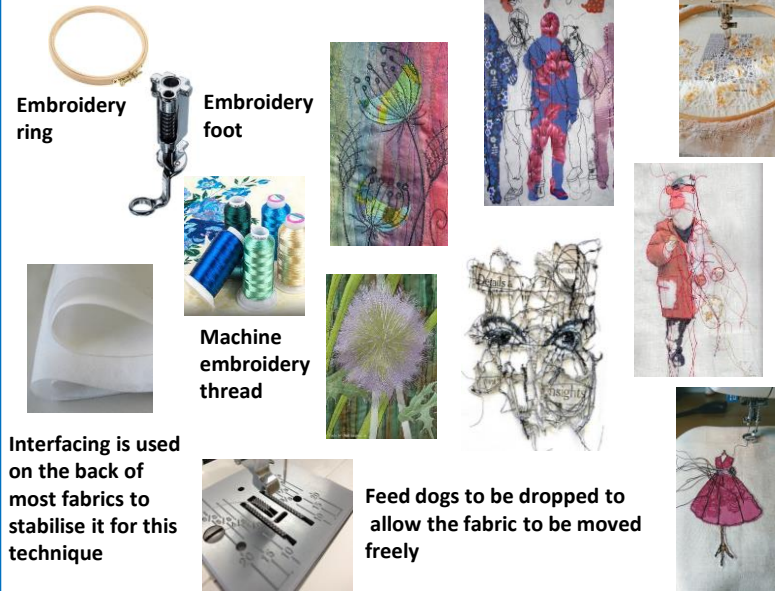 Embroidery
ring
Embroidery
foot
Machine
embroidery
thread
Interfacing is used
on the back of
most fabrics to
stabilise it for this
technique
Feed dogs to be dropped to
allow the fabric to be moved
freely
insights